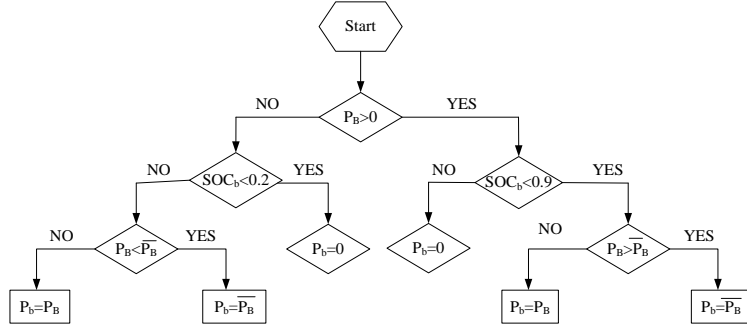 Start
P_B>0
NO
YES
SOC_b<0.2
SOC_b<0.9
NO
YES
NO
YES
P_B<P̅_B̅
P_b=0
P_b=0
P_B>P̅_B
NO
YES
NO
YES
P_b=P_B
P_b=P̅_B̅
P_b=P_B
P_b=P̅_B̅